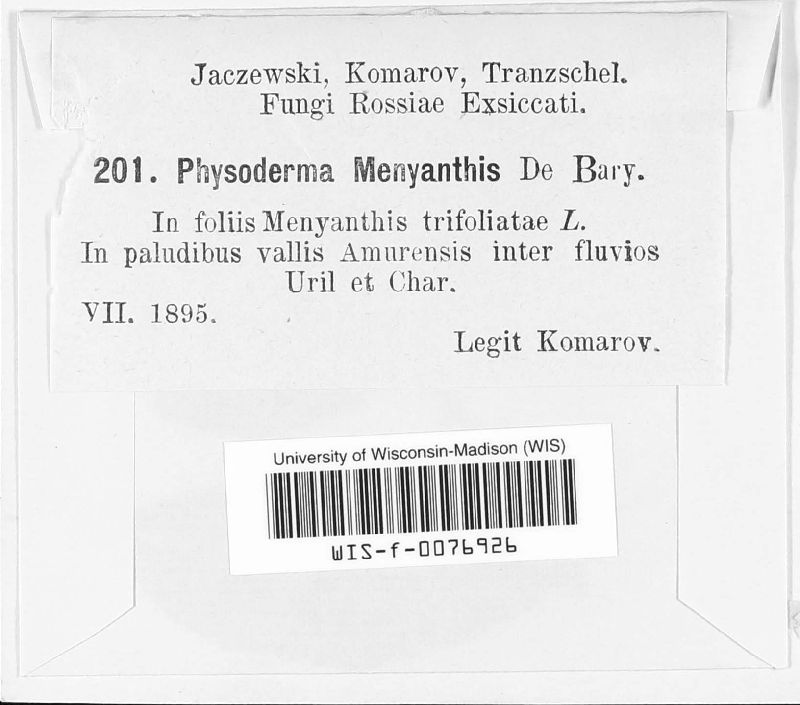 Jaczewski, Komarov, Tranzschel.
Fungi Rossiae Exsiccati.
201. Physoderma Menyanthis De Bary.
In foliis Menyanthis trifoliatae L.
In paludibus vallis Amurensis inter fluvios
Uril et Char.
VII. 1895.
Legit Komarov.
University of Wisconsin-Madison (WIS)
WIS-f-0076926